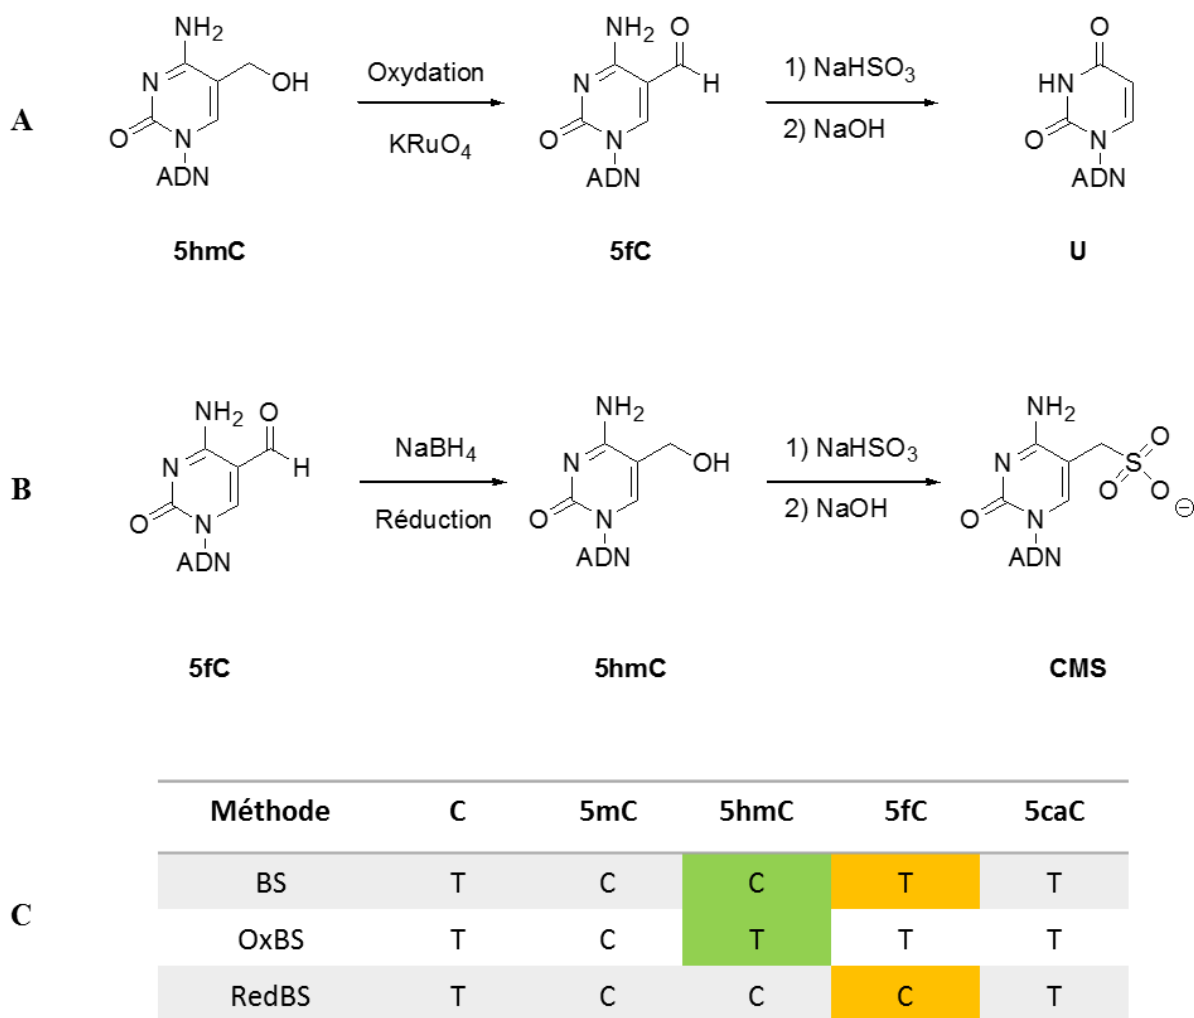 A
NH2
N
OH
O
N
ADN
5hmC
Oxydation
KRuO4
NH2
O
N
H
O
N
ADN
5fC
1) NaHSO3
2) NaOH
O
HN
O
N
ADN
U
B
NH2
O
N
H
O
N
ADN
5fC
NaBH4
Réduction
NH2
N
OH
O
N
ADN
5hmC
1) NaHSO3
2) NaOH
NH2
O
N
S
O
O
O
N
ADN
⊖
CMS
C
Méthode C 5mC 5hmC 5fC 5caC
BS T C C T T
OxBS T C T T T
RedBS T C C C T